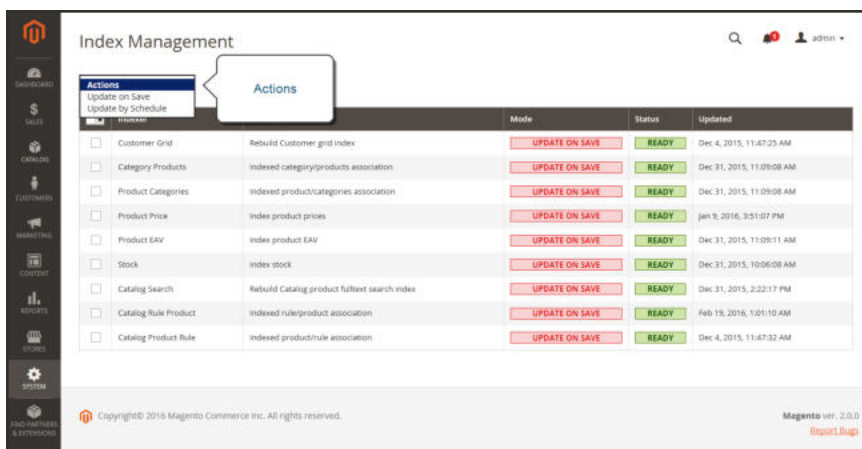 Index Management
1
admin
DASHBOARD
SALES
CATALOG
CUSTOMERS
MARKETING
CONTENT
REPORTS
STORES
SYSTEM
FIND PARTNERS
& EXTENSIONS
Actions
Update on Save
Update by Schedule
Actions
Indexer Mode Status Updated
Customer Grid Rebuild Customer grid index UPDATE ON SAVE READY Dec 4, 2015, 11:47:25 AM
Category Products Indexed category/products association UPDATE ON SAVE READY Dec 31, 2015, 11:09:08 AM
Product Categories Indexed product/categories association UPDATE ON SAVE READY Dec 31, 2015, 11:09:08 AM
Product Price Index product prices UPDATE ON SAVE READY Jan 9, 2016, 3:51:07 PM
Product EAV Index product EAV UPDATE ON SAVE READY Dec 31, 2015, 11:09:11 AM
Stock Index stock UPDATE ON SAVE READY Dec 31, 2015, 10:06:08 AM
Catalog Search Rebuild Catalog product fulltext search index UPDATE ON SAVE READY Dec 31, 2015, 2:22:17 PM
Catalog Rule Product Indexed rule/product association UPDATE ON SAVE READY Feb 19, 2016, 1:01:10 AM
Catalog Product Rule Indexed product/rule association UPDATE ON SAVE READY Dec 4, 2015, 11:47:32 AM
Copyright© 2016 Magento Commerce Inc. All rights reserved.
Magento ver. 2.0.0
Report Bugs